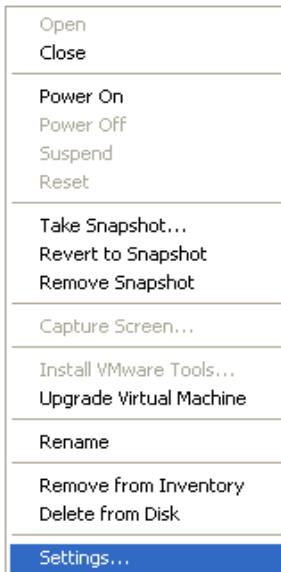 Open
Close
Power On
Power Off
Suspend
Reset
Take Snapshot...
Revert to Snapshot
Remove Snapshot
Capture Screen...
Install VMware Tools...
Upgrade Virtual Machine
Rename
Remove from Inventory
Delete from Disk
Settings...